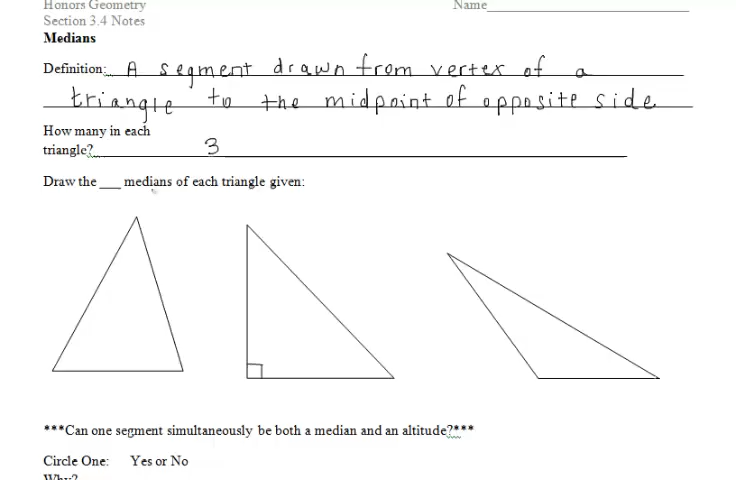 Honors Geometry Name
Section 3.4 Notes
Medians
Definition: A segment drawn from vertex of a
triangle to the midpoint of opposite side
How many in each
triangle? 3
Draw the ___ medians of each triangle given:
***Can one segment simultaneously be both a median and an altitude?***
Circle One: Yes or No
Why?